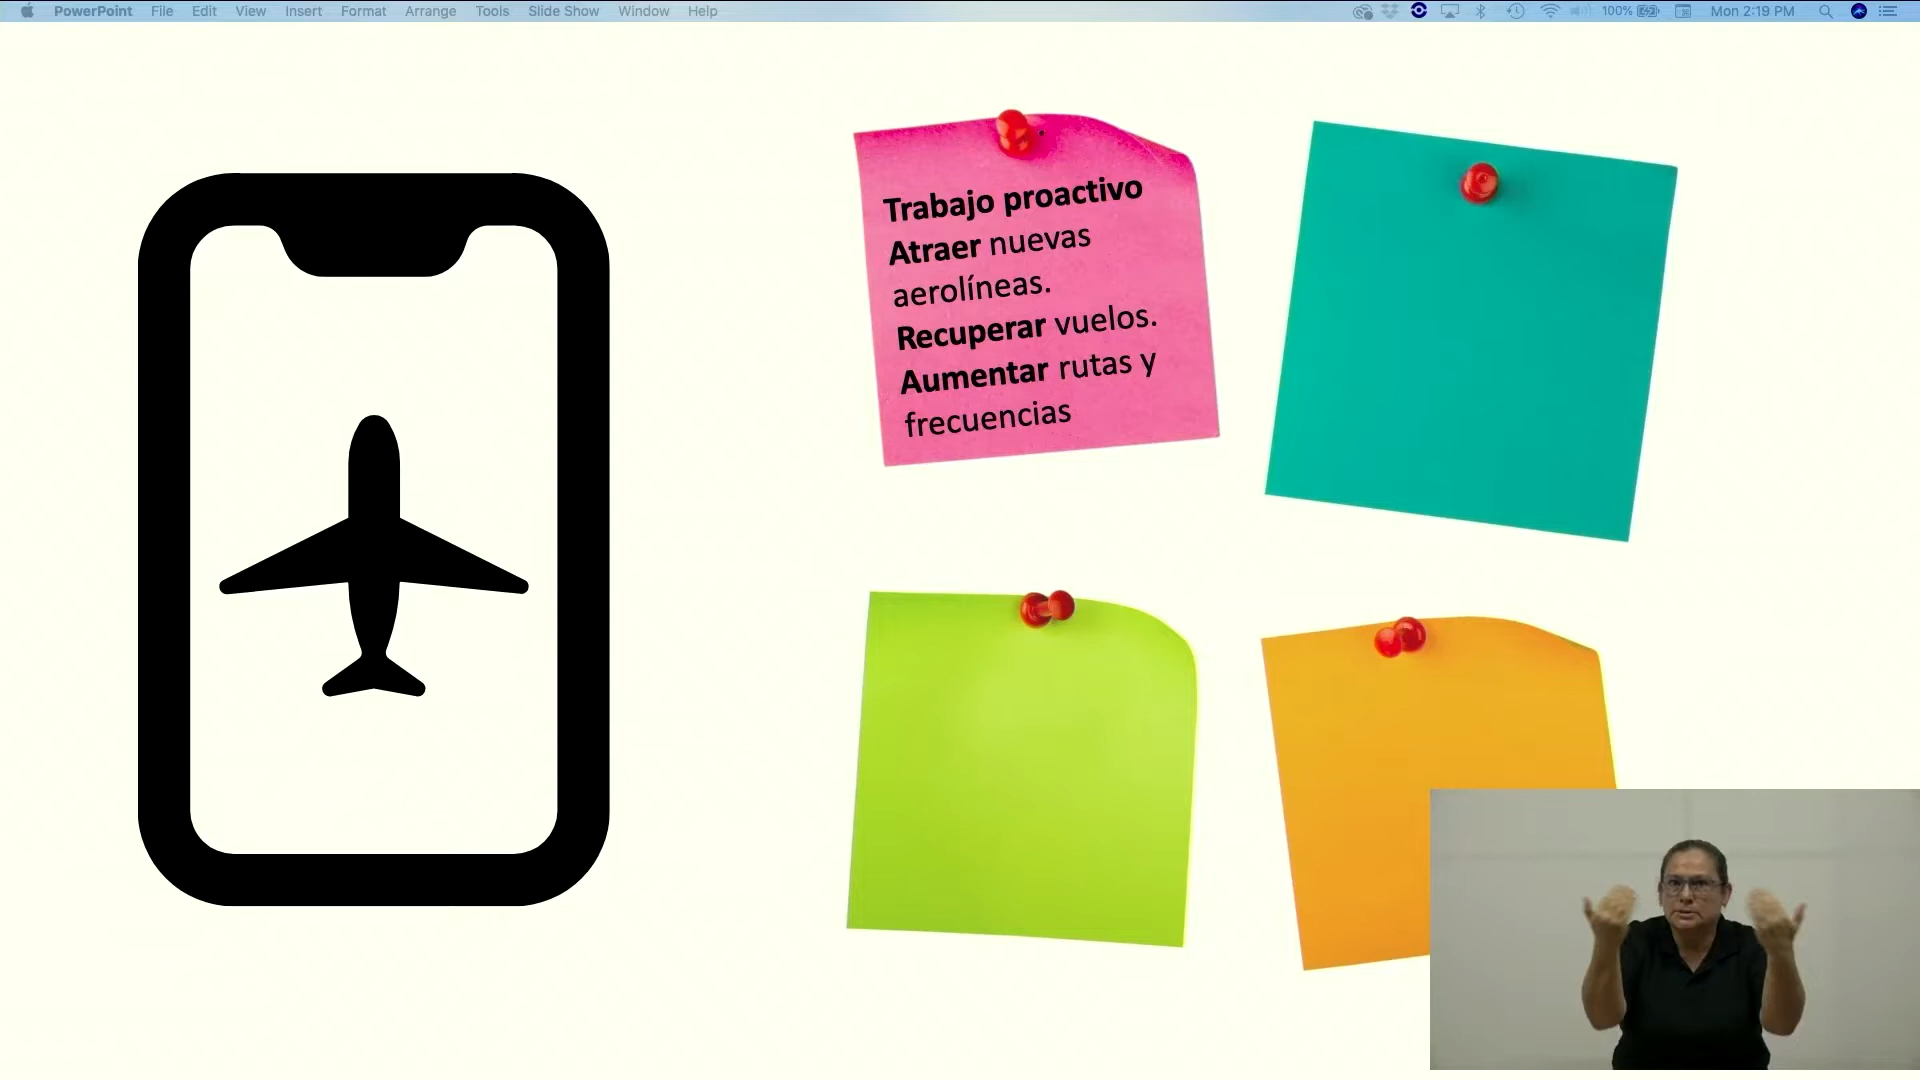 PowerPoint File Edit View Insert Format Arrange Tools Slide Show Window Help 100% Mon 2:19 PM
Trabajo proactivo
Atraer nuevas
aerolíneas.
Recuperar vuelos.
Aumentar rutas y
frecuencias